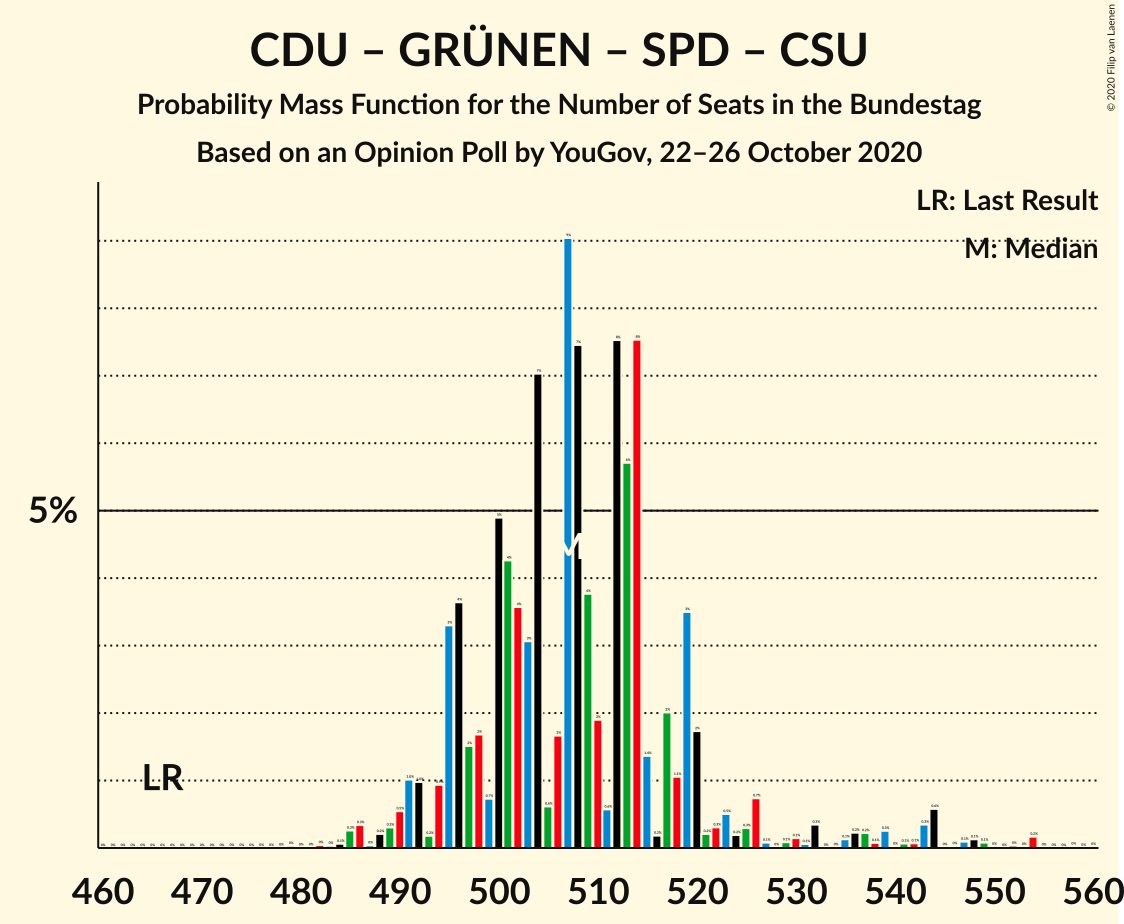 CDU – GRÜNEN – SPD – CSU
Probability Mass Function for the Number of Seats in the Bundestag
Based on an Opinion Poll by YouGov, 22–26 October 2020
© 2020 Filip van Laenen
LR: Last Result
M: Median
5%
M
LR
460 470 480 490 500 510 520 530 540 550 560